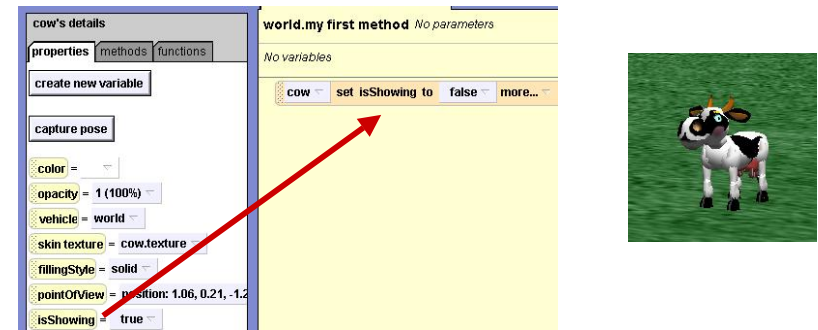 cow's details
properties methods functions
create new variable
capture pose
color =
opacity = 1 (100%)
vehicle = world
skin texture = cow.texture
fillingStyle = solid
pointOfView = position: 1.06, 0.21, -1.2
isShowing = true
world.my first method No parameters
No variables
cow set isShowing to false more...